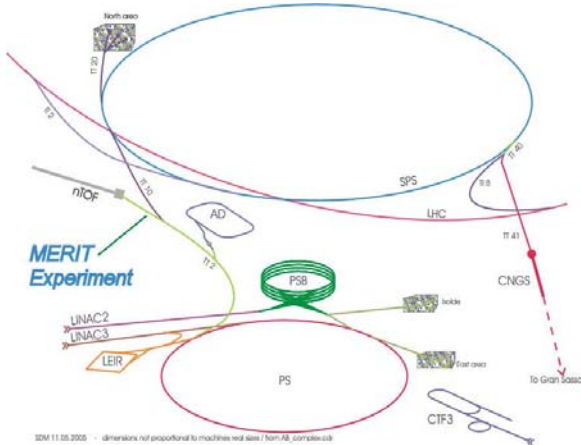 North area
TT 20
TI 2
TT 10
TT 40
SPS
TI 8
LHC
nTOF
AD
TT 41
MERIT
Experiment
TT 2
CNGS
PSB
LINAC2
Isolde
LINAC3
LEIR
East area
PS
To Gran Sasso
CTF3
SDM 11.05.2005 - dimensions not proportional to machines real sizes / from AB_complex.cdr